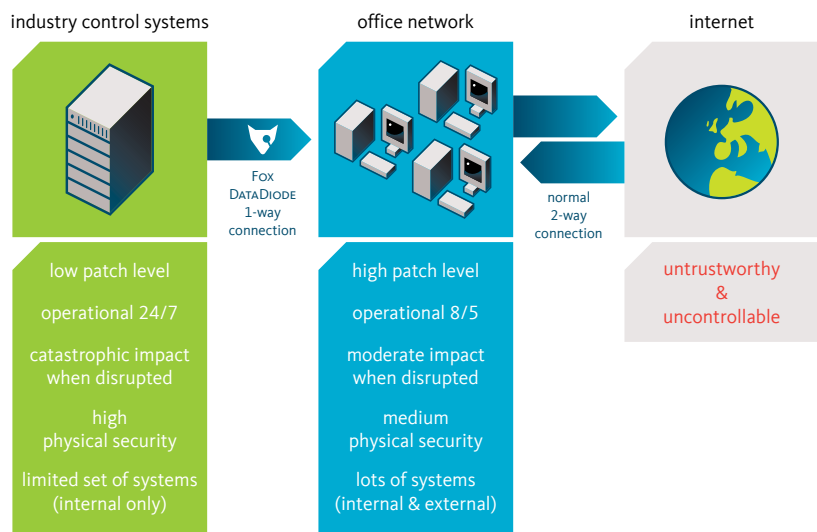 industry control systems
office network
internet
Fox
DataDiode
1-way
connection
normal
2-way
connection
low patch level
operational 24/7
catastrophic impact
when disrupted
high
physical security
limited set of systems
(internal only)
high patch level
operational 8/5
moderate impact
when disrupted
medium
physical security
lots of systems
(internal & external)
untrustworthy
&
uncontrollable